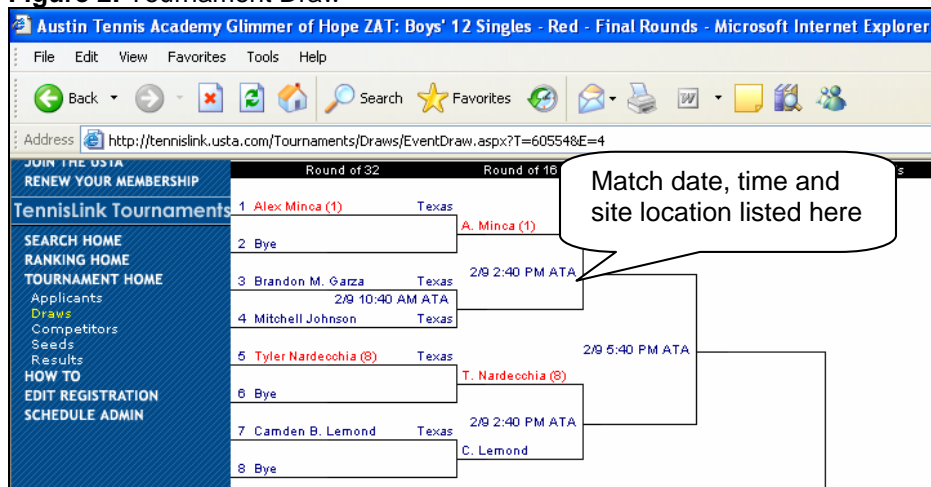 Figure 2. Tournament Draw
Austin Tennis Academy Glimmer of Hope ZAT: Boys' 12 Singles - Red - Final Rounds - Microsoft Internet Explorer
File Edit View Favorites Tools Help
Back Search Favorites
Address http://tennislink.usta.com/Tournaments/Draws/EventDraw.aspx?T=60554&E=4
JOIN THE USTA
RENEW YOUR MEMBERSHIP
TennisLink Tournaments
SEARCH HOME
RANKING HOME
TOURNAMENT HOME
Applicants
Draws
Competitors
Seeds
Results
HOW TO
EDIT REGISTRATION
SCHEDULE ADMIN
Round of 32 Round of 16 s
Match date, time and
site location listed here
1 Alex Minca (1) Texas
A. Minca (1)
2 Bye
2/9 2:40 PM ATA
3 Brandon M. Garza Texas
2/9 10:40 AM ATA
4 Mitchell Johnson Texas
2/9 5:40 PM ATA
5 Tyler Nardecchia (8) Texas
T. Nardecchia (8)
6 Bye
2/9 2:40 PM ATA
7 Camden B. Lemond Texas
C. Lemond
8 Bye